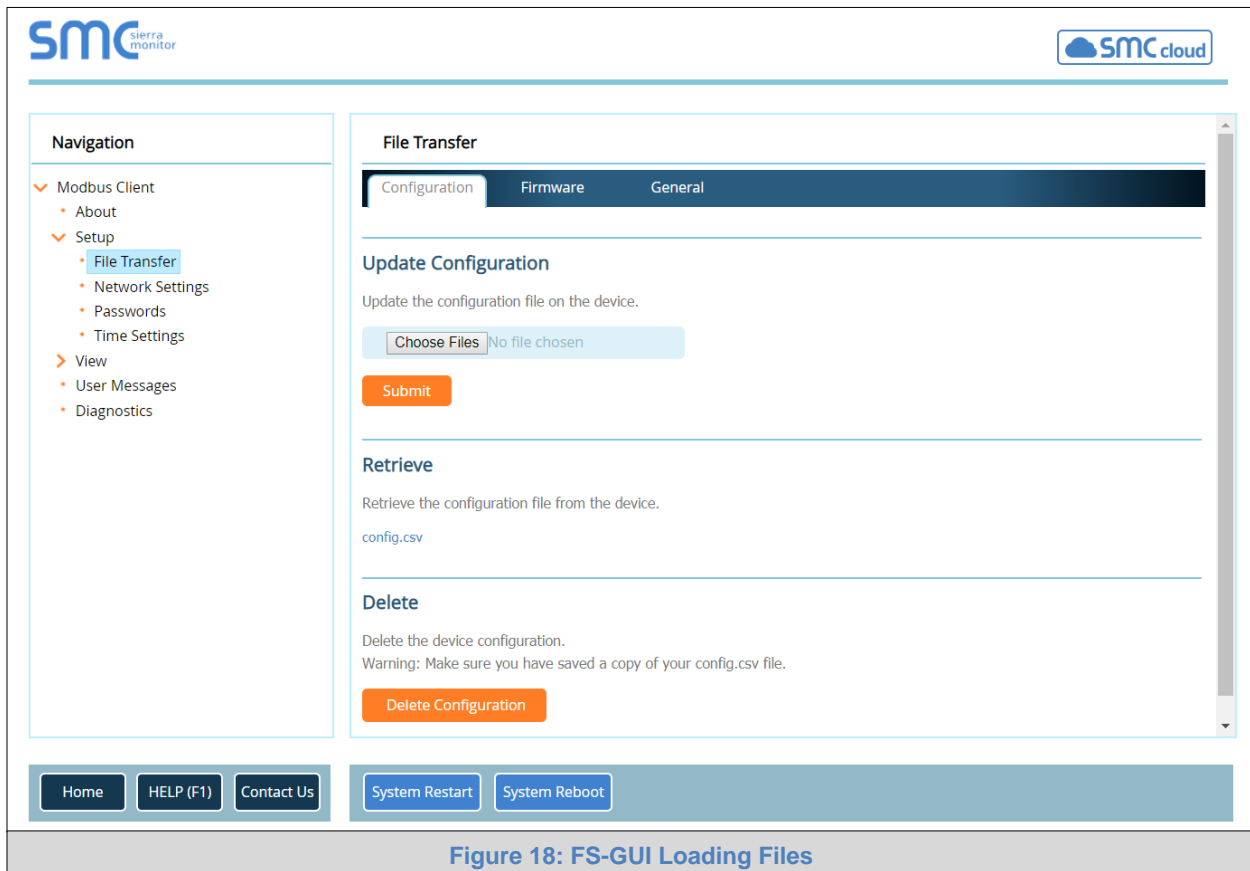 SMC sierra monitor
SMC cloud
Navigation
Modbus Client
About
Setup
File Transfer
Network Settings
Passwords
Time Settings
View
User Messages
Diagnostics
File Transfer
Configuration Firmware General
Update Configuration
Update the configuration file on the device.
Choose Files No file chosen
Submit
Retrieve
Retrieve the configuration file from the device.
config.csv
Delete
Delete the device configuration.
Warning: Make sure you have saved a copy of your config.csv file.
Delete Configuration
Home HELP (F1) Contact Us
System Restart System Reboot
Figure 18: FS-GUI Loading Files